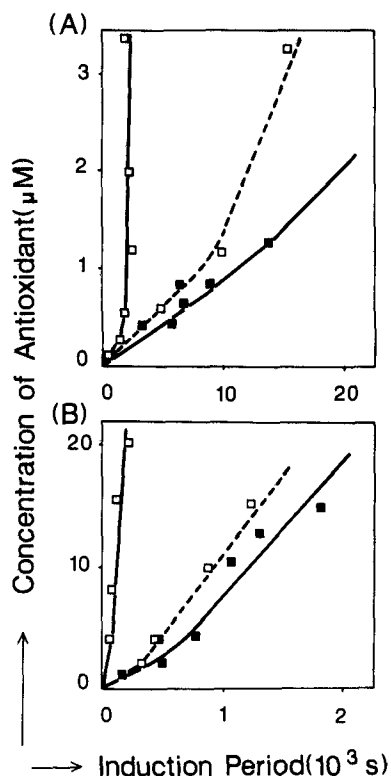 (A)
3
2
1
0
0 10 20
Concentration of Antioxidant(μM)
(B)
20
10
0
0 1 2
Induction Period(10³ s)